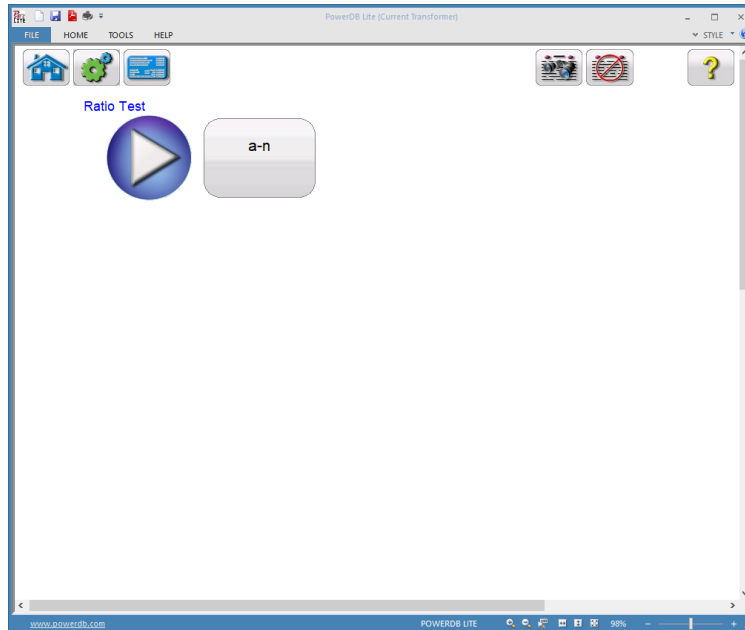 PowerDB Lite (Current Transformer)
FILE HOME TOOLS HELP STYLE
Ratio Test
a-n
www.powerdb.com POWERDB LITE 98%